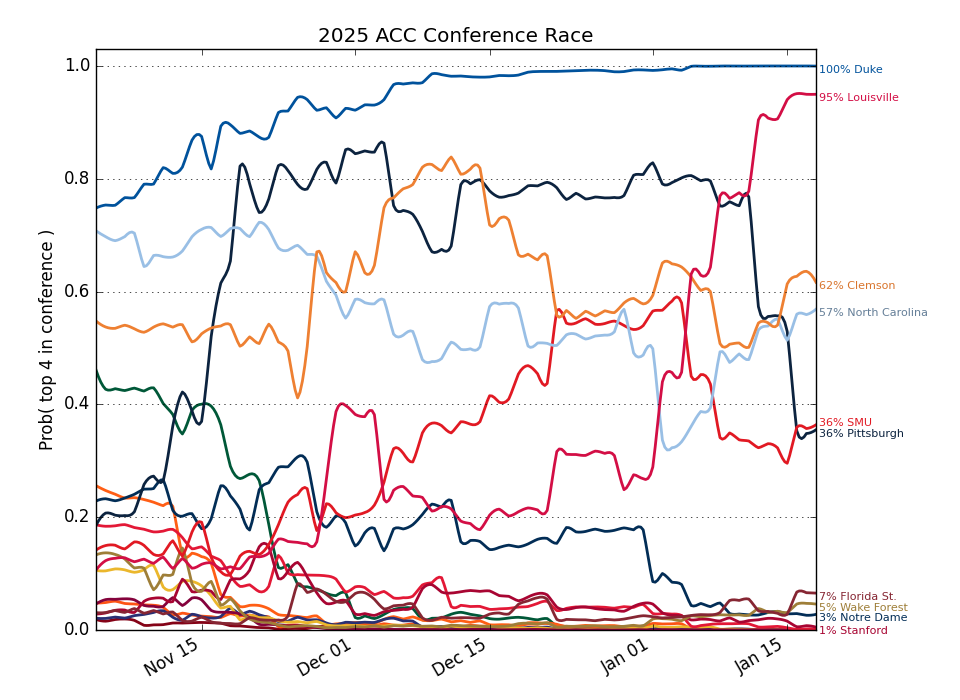 2025 ACC Conference Race
Prob( top 4 in conference )
1.0
0.8
0.6
0.4
0.2
0.0
Nov 15
Dec 01
Dec 15
Jan 01
Jan 15
100% Duke
95% Louisville
62% Clemson
57% North Carolina
36% SMU
36% Pittsburgh
7% Florida St.
5% Wake Forest
3% Notre Dame
1% Stanford